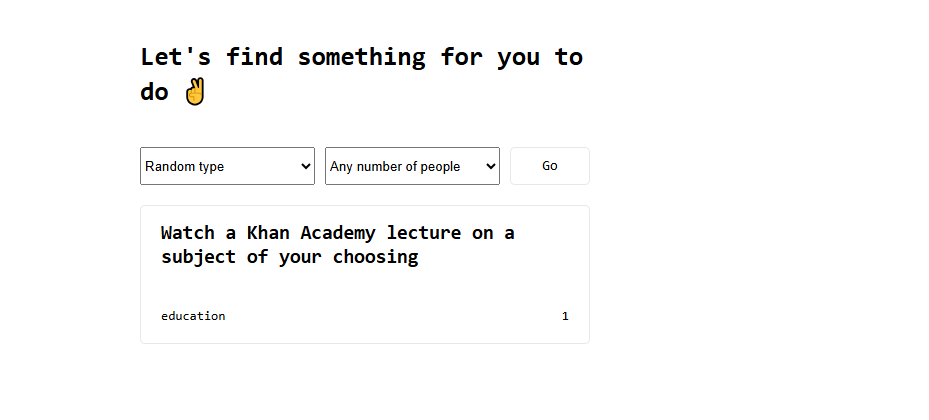 Let's find something for you to
do ✌
Random type Any number of people Go
Watch a Khan Academy lecture on a
subject of your choosing
education 1